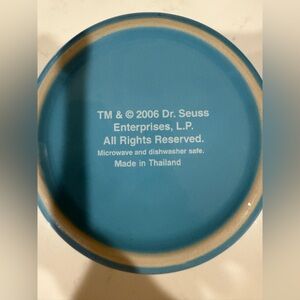 TM & © 2006 Dr. Seuss
Enterprises, L.P.
All Rights Reserved.
Microwave and dishwasher safe.
Made in Thailand